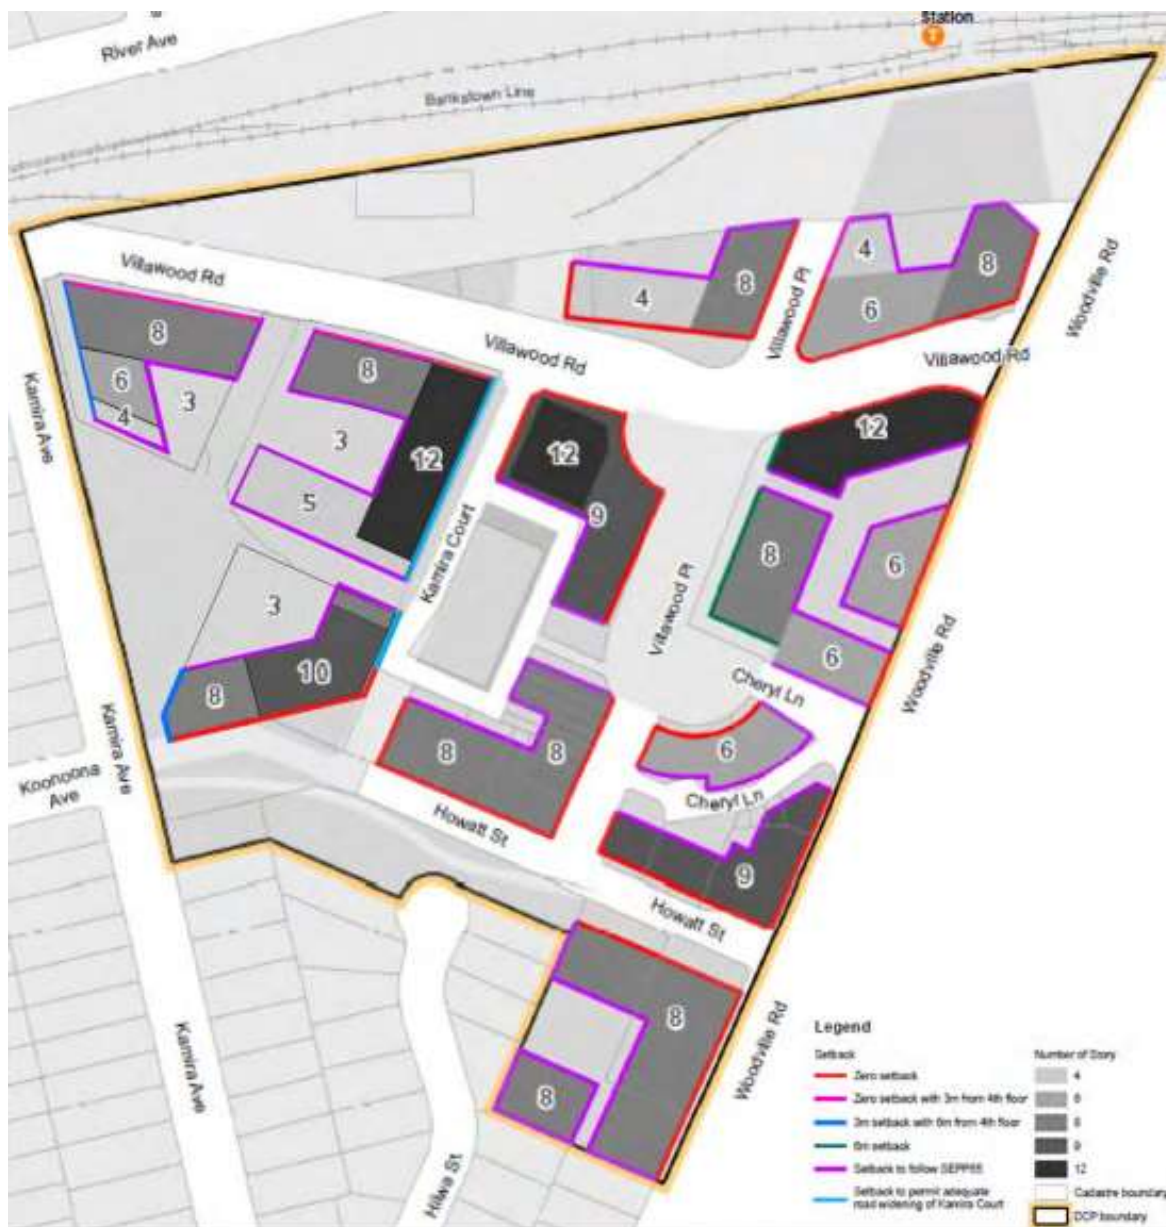 Station
T
River Ave
Bankstown Line
Villawood Rd
Villawood Rd
Villawood Rd
Villawood Pl
Woodville Rd
Kamira Ave
8
6
3
4
8
3
12
5
4
8
4
8
6
12
9
12
8
6
6
Kamira Court
Villawood Pl
Woodville Rd
3
10
8
Kamira Ave
Koonoona
Ave
8
8
Cheryl Ln
6
Cheryl Ln
9
Howatt St
Howatt St
8
8
Woodville Rd
Kamira Ave
Hilwa St
Legend
Setback
Zero setback
Zero setback with 3m from 4th floor
3m setback with 6m from 4th floor
6m setback
Setback to follow SEPP65
Setback to permit adequate
road widening of Kamira Court
Number of Story
4
6
8
9
12
Cadastre boundary
DCP boundary